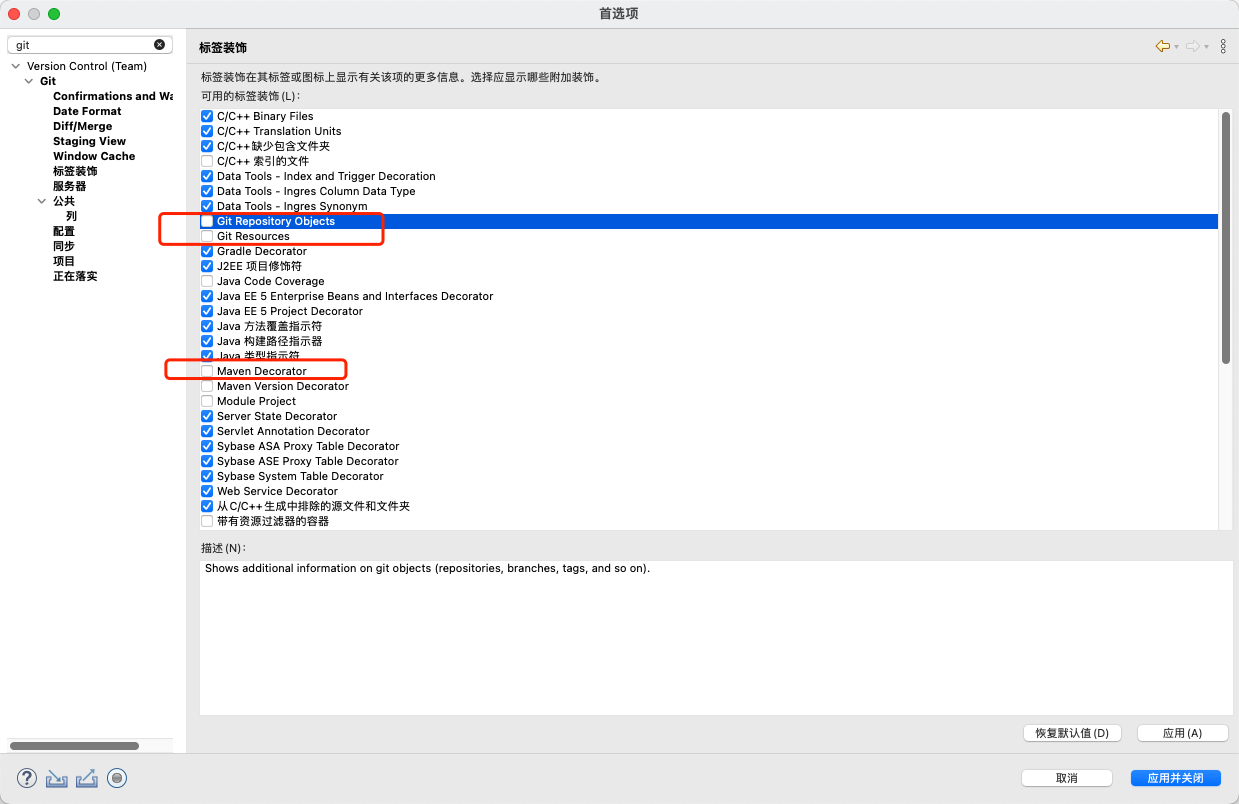 首选项
git
Version Control (Team)
Git
Confirmations and Wa
Date Format
Diff/Merge
Staging View
Window Cache
标签装饰
服务器
公共
列
配置
同步
项目
正在落实
标签装饰
标签装饰在其标签或图标上显示有关该项的更多信息。选择应显示哪些附加装饰。
可用的标签装饰(L)：
C/C++ Binary Files
C/C++ Translation Units
C/C++缺少包含文件夹
C/C++ 索引的文件
Data Tools - Index and Trigger Decoration
Data Tools - Ingres Column Data Type
Data Tools - Ingres Synonym
Git Repository Objects
Git Resources
Gradle Decorator
J2EE 项目修饰符
Java Code Coverage
Java EE 5 Enterprise Beans and Interfaces Decorator
Java EE 5 Project Decorator
Java 方法覆盖指示符
Java 构建路径指示器
Java 类型指示符
Maven Decorator
Maven Version Decorator
Module Project
Server State Decorator
Servlet Annotation Decorator
Sybase ASA Proxy Table Decorator
Sybase ASE Proxy Table Decorator
Sybase System Table Decorator
Web Service Decorator
从C/C++生成中排除的源文件和文件夹
带有资源过滤器的容器
描述(N)：
Shows additional information on git objects (repositories, branches, tags, and so on).
恢复默认值(D)
应用(A)
?
取消
应用并关闭